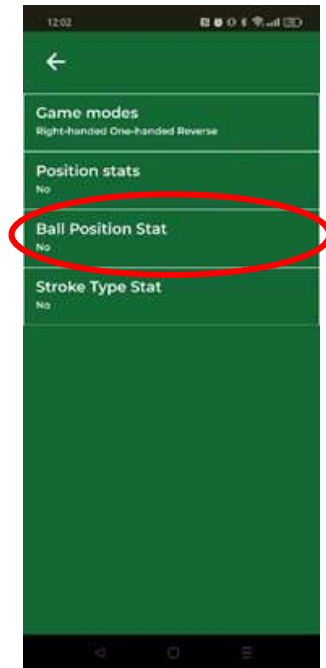 12:02
Game modes
Right-handed One-handed Reverse
Position stats
No
Ball Position Stat
No
Stroke Type Stat
No